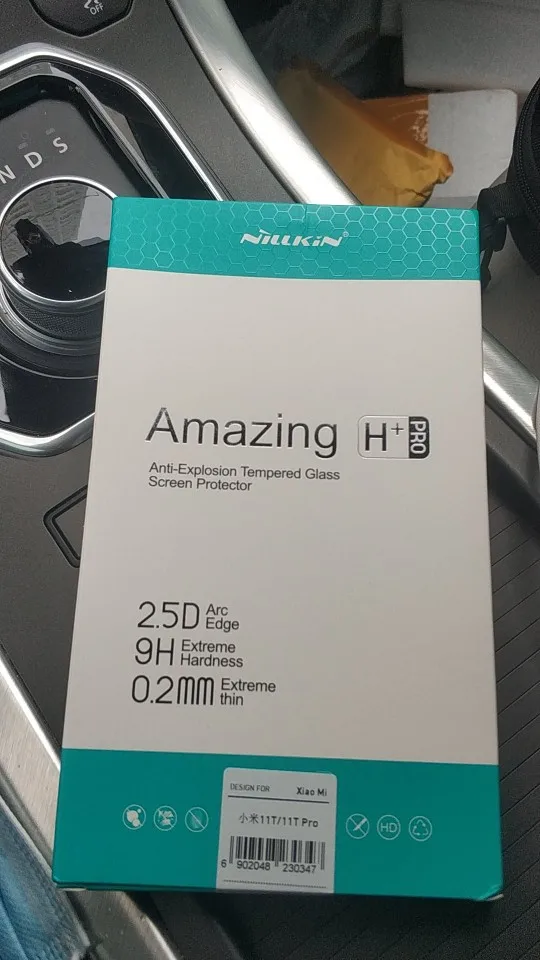 OFF
N D S
NILLKIN®
Amazing H+ PRO
Anti-Explosion Tempered Glass
Screen Protector
2.5D Arc Edge
9H Extreme Hardness
0.2mm Extreme thin
DESIGN FOR Xiao Mi
小米11T/11T Pro
HD
6 902048 230347